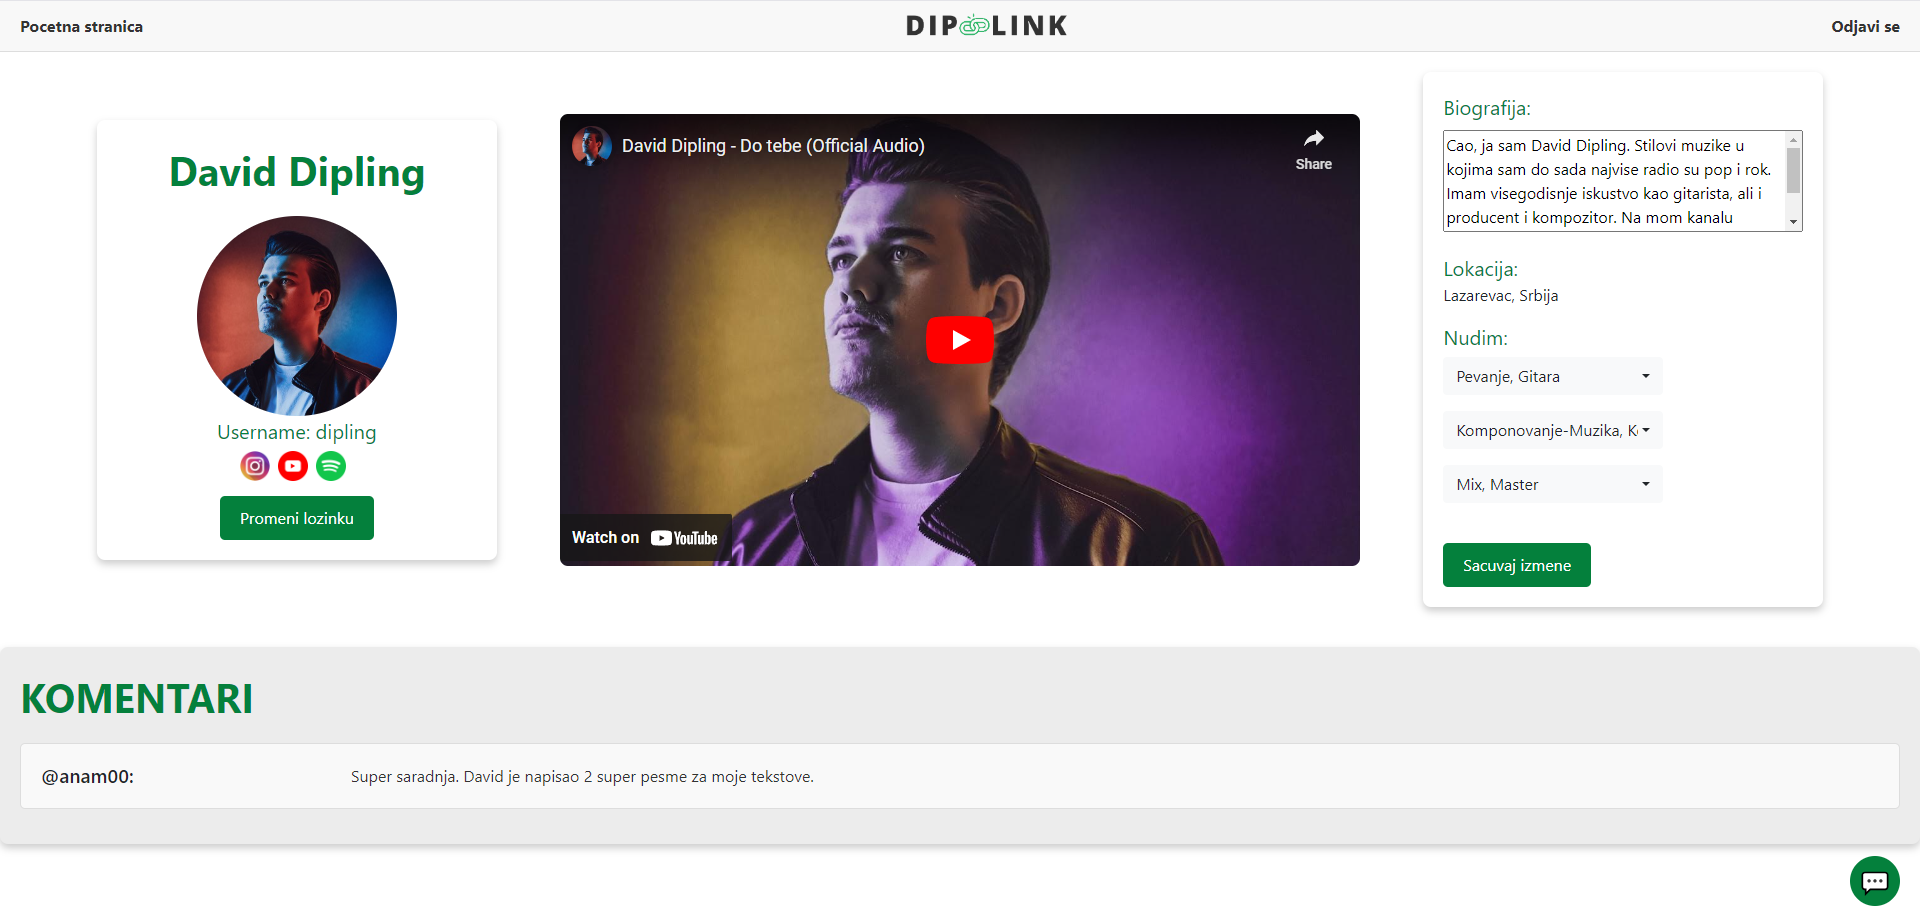 Pocetna stranica
DIP LINK
Odjavi se
David Dipling
Username: dipling
Promeni lozinku
David Dipling - Do tebe (Official Audio)
Share
Watch on YouTube
Biografija:
Cao, ja sam David Dipling. Stilovi muzike u
kojima sam do sada najvise radio su pop i rok.
Imam visegodisnje iskustvo kao gitarista, ali i
producent i kompozitor. Na mom kanalu
Lokacija:
Lazarevac, Srbija
Nudim:
Pevanje, Gitara
Komponovanje-Muzika,
Mix, Master
Sacuvaj izmene
KOMENTARI
@anam00:
Super saradnja. David je napisao 2 super pesme za moje tekstove.